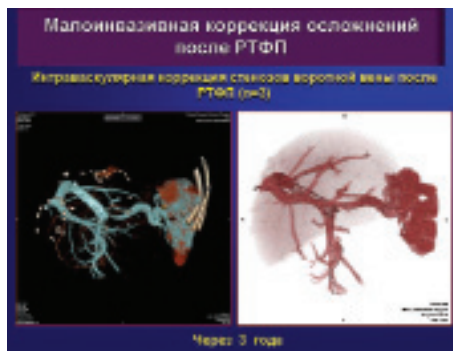 Малоинвазивная коррекция осложнений
после РТФП
Интраваскулярная коррекция стенозов воротной вены после
РТФП (n=3)
Через 3 года